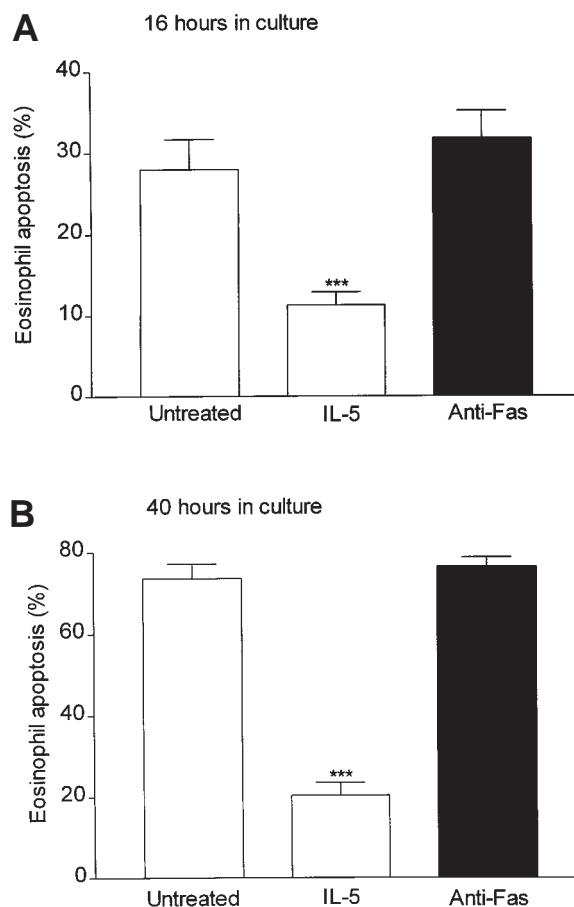 A
16 hours in culture
Eosinophil apoptosis (%)
40
30
20
10
0
***
Untreated IL-5 Anti-Fas
B
40 hours in culture
Eosinophil apoptosis (%)
80
60
40
20
0
***
Untreated IL-5 Anti-Fas